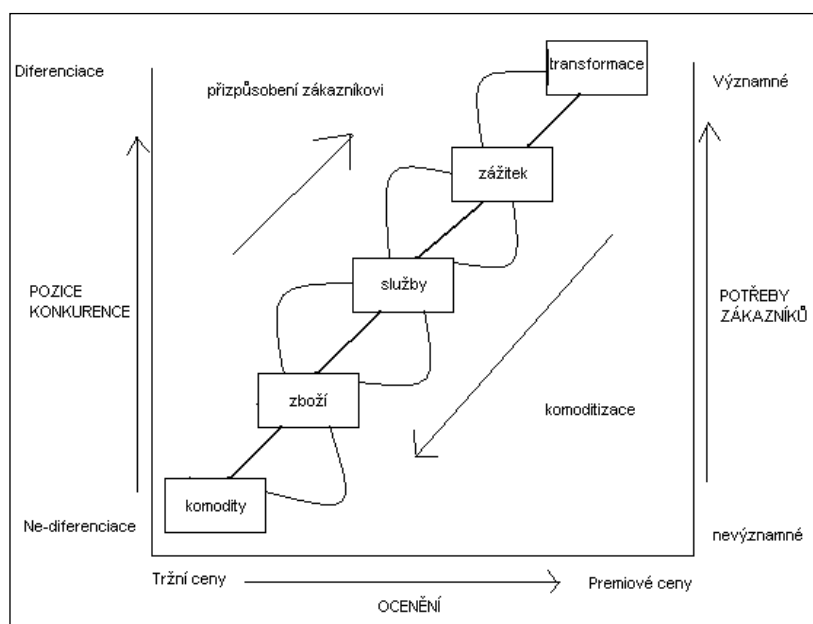 transformace
Diferenciace
Významné
přizpůsobení zákazníkovi
zážitek
služby
POZICE
KONKURENCE
POTŘEBY
ZÁKAZNÍKŮ
zboží
komoditizace
komodity
Ne-diferenciace
nevýznamné
Tržní ceny
Premiové ceny
OCENĚNÍ